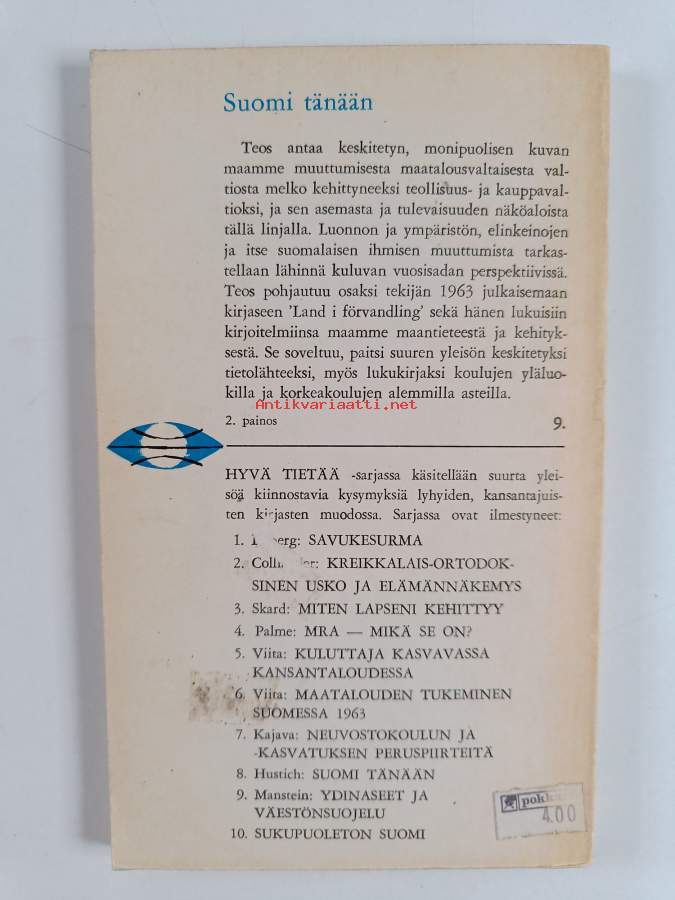 Suomi tänään
Teos antaa keskitetyn, monipuolisen kuvan
maamme muuttumisesta maatalousvaltaisesta val-
tiosta melko kehittyneeksi teollisuus- ja kauppaval-
tioksi, ja sen asemasta ja tulevaisuuden näköaloista
tällä linjalla. Luonnon ja ympäristön, elinkeinojen
ja itse suomalaisen ihmisen muuttumista tarkas-
tellaan lähinnä kuluvan vuosisadan perspektiivissä.
Teos pohjautuu osaksi tekijän 1963 julkaisemaan
kirjaseen 'Land i förvandling' sekä hänen lukuisiin
kirjoitelmiinsa maamme maantieteestä ja kehityk-
sestä. Se soveltuu, paitsi suuren yleisön keskitetyksi
tietolähteeksi, myös lukukirjaksi koulujen yläluo-
killa ja korkeakoulujen alemmilla asteilla.
Antikvariaatti.net
2. painos 9.
HYVÄ TIETÄÄ -sarjassa käsitellään suurta ylei-
söä kiinnostavia kysymyksiä lyhyiden, kansantajuis-
ten kirjasten muodossa. Sarjassa ovat ilmestyneet:
1. SAVUKESURMA
2. KREIKKALAIS-ORTODOK-
SINEN USKO JA ELÄMÄNNÄKEMYS
3. Skard: MITEN LAPSENI KEHITTYY
4. Palme: MRA — MIKÄ SE ON?
5. Viita: KULUTTAJA KASVAVASSA
KANSANTALOUDESSA
6. Viita: MAATALOUDEN TUKEMINEN
SUOMESSA 1963
7. Kajava: NEUVOSTOKOULUN JA
-KASVATUKSEN PERUSPIIRTEITÄ
8. Hustich: SUOMI TÄNÄÄN
9. Manstein: YDINASEET JA
VÄESTÖNSUOJELU
10. SUKUPUOLETON SUOMI
4.00